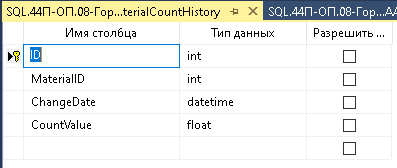 SQL.44П-ОП.08-Гор...terialCountHistory SQL.44П-ОП.08-Гор...AA
Имя столбца Тип данных Разрешить ...
ID int
MaterialID int
ChangeDate datetime
CountValue float